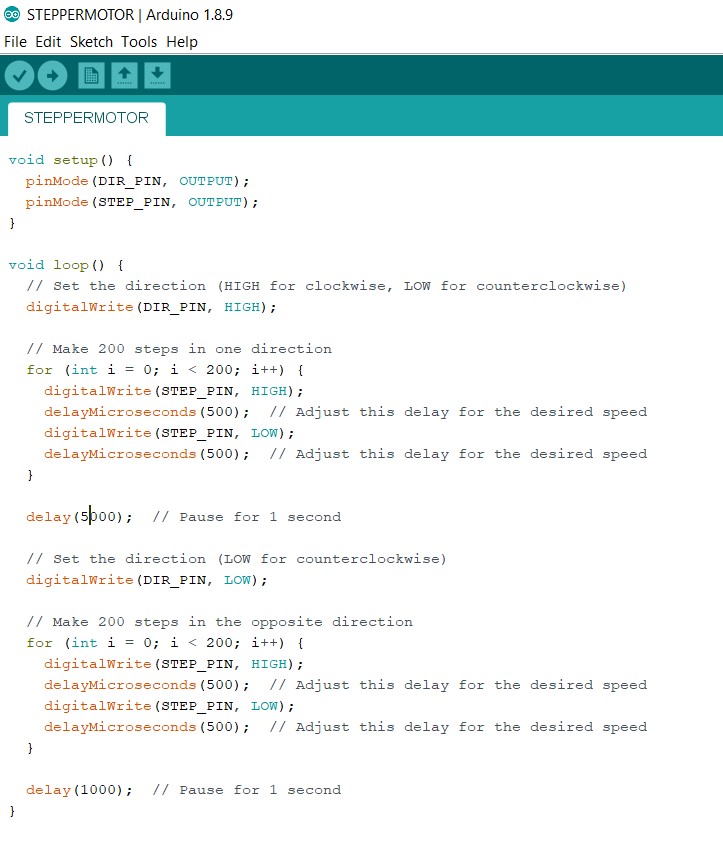 STEPPERMOTOR | Arduino 1.8.9
File Edit Sketch Tools Help
STEPPERMOTOR
void setup() {
  pinMode(DIR_PIN, OUTPUT);
  pinMode(STEP_PIN, OUTPUT);
}
void loop() {
  // Set the direction (HIGH for clockwise, LOW for counterclockwise)
  digitalWrite(DIR_PIN, HIGH);
  // Make 200 steps in one direction
  for (int i = 0; i < 200; i++) {
    digitalWrite(STEP_PIN, HIGH);
    delayMicroseconds(500);  // Adjust this delay for the desired speed
    digitalWrite(STEP_PIN, LOW);
    delayMicroseconds(500);  // Adjust this delay for the desired speed
  }
  delay(5000);  // Pause for 1 second
  // Set the direction (LOW for counterclockwise)
  digitalWrite(DIR_PIN, LOW);
  // Make 200 steps in the opposite direction
  for (int i = 0; i < 200; i++) {
    digitalWrite(STEP_PIN, HIGH);
    delayMicroseconds(500);  // Adjust this delay for the desired speed
    digitalWrite(STEP_PIN, LOW);
    delayMicroseconds(500);  // Adjust this delay for the desired speed
  }
  delay(1000);  // Pause for 1 second
}